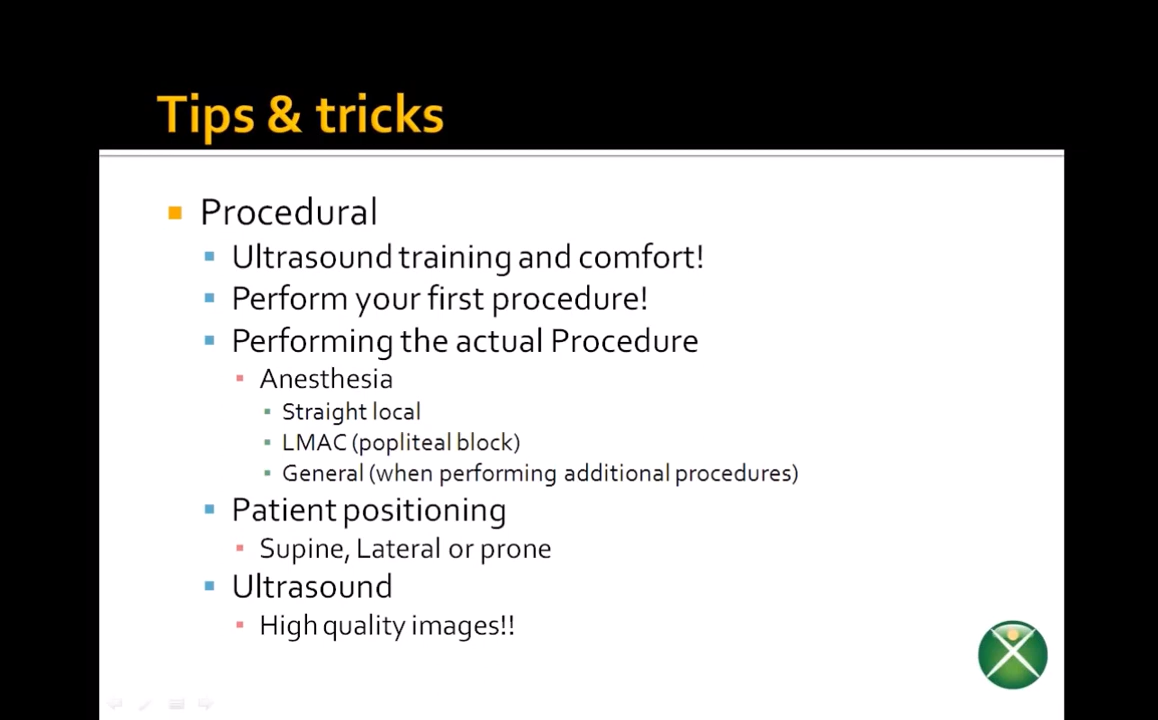 Tips & tricks
Procedural
Ultrasound training and comfort!
Perform your first procedure!
Performing the actual Procedure
Anesthesia
Straight local
LMAC (popliteal block)
General (when performing additional procedures)
Patient positioning
Supine, Lateral or prone
Ultrasound
High quality images!!